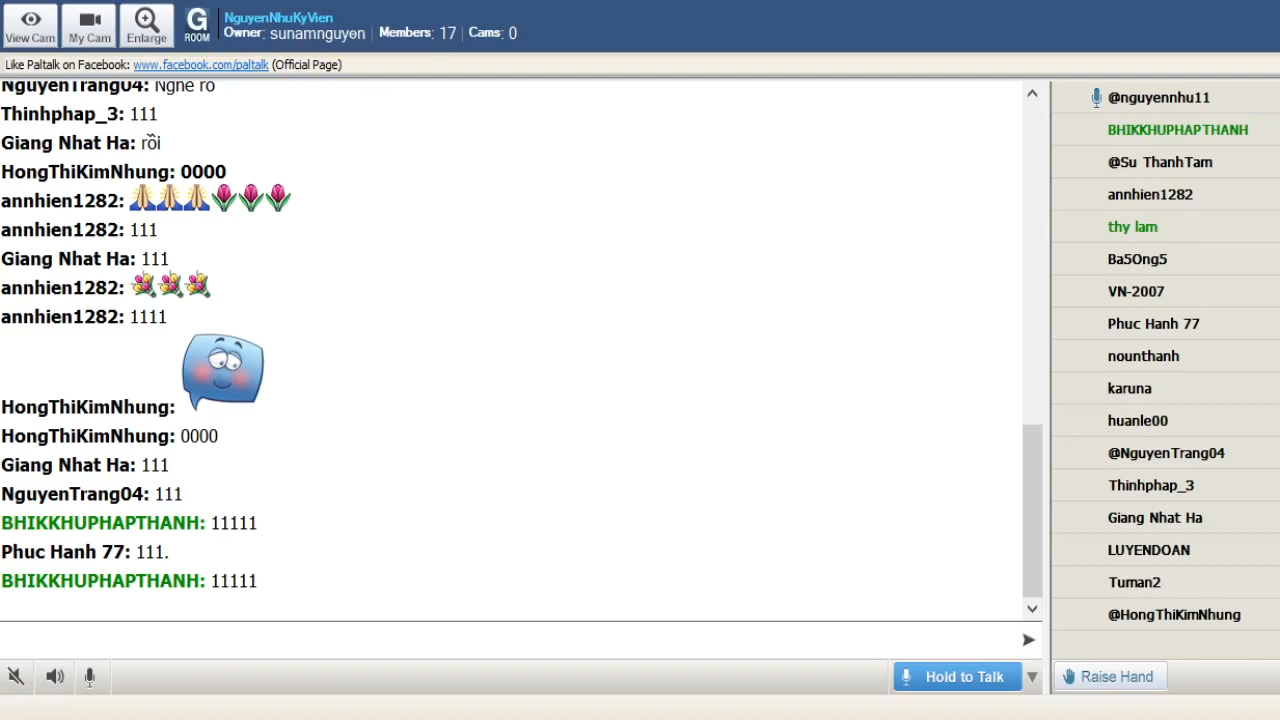 View Cam
My Cam
Enlarge
G
ROOM
NguyenNhuKyVien
Owner: sunamnguyen | Members: 17 | Cams: 0
Like Paltalk on Facebook: www.facebook.com/paltalk (Official Page)
NguyenTrang04: Nghe ro
Thinhphap_3: 111
Giang Nhat Ha: rồi
HongThiKimNhung: 0000
annhien1282:
annhien1282: 111
Giang Nhat Ha: 111
annhien1282:
annhien1282: 1111
HongThiKimNhung:
HongThiKimNhung: 0000
Giang Nhat Ha: 111
NguyenTrang04: 111
BHIKKHUPHAPTHANH: 11111
Phuc Hanh 77: 111.
BHIKKHUPHAPTHANH: 11111
@nguyennhu11
BHIKKHUPHAPTHANH
@Su ThanhTam
annhien1282
thy lam
Ba5Ong5
VN-2007
Phuc Hanh 77
nounthanh
karuna
huanle00
@NguyenTrang04
Thinhphap_3
Giang Nhat Ha
LUYENDOAN
Tuman2
@HongThiKimNhung
Hold to Talk
Raise Hand